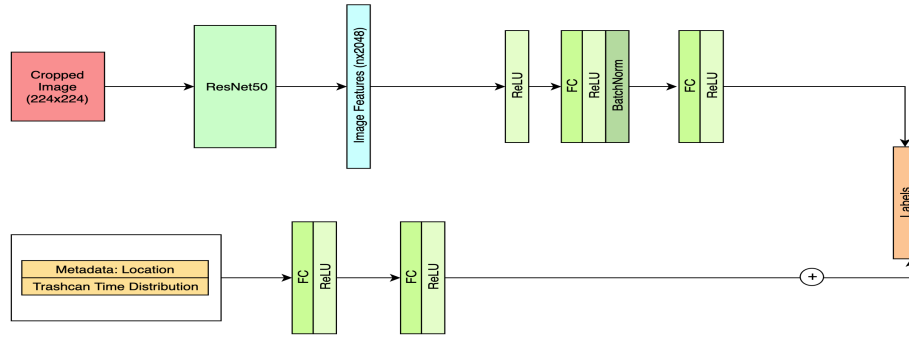 Cropped
Image
(224x224)
ResNet50
Image Features (nx2048)
ReLU
FC
ReLU
BatchNorm
FC
ReLU
Labels
Metadata: Location
Trashcan Time Distribution
FC
ReLU
FC
ReLU
+